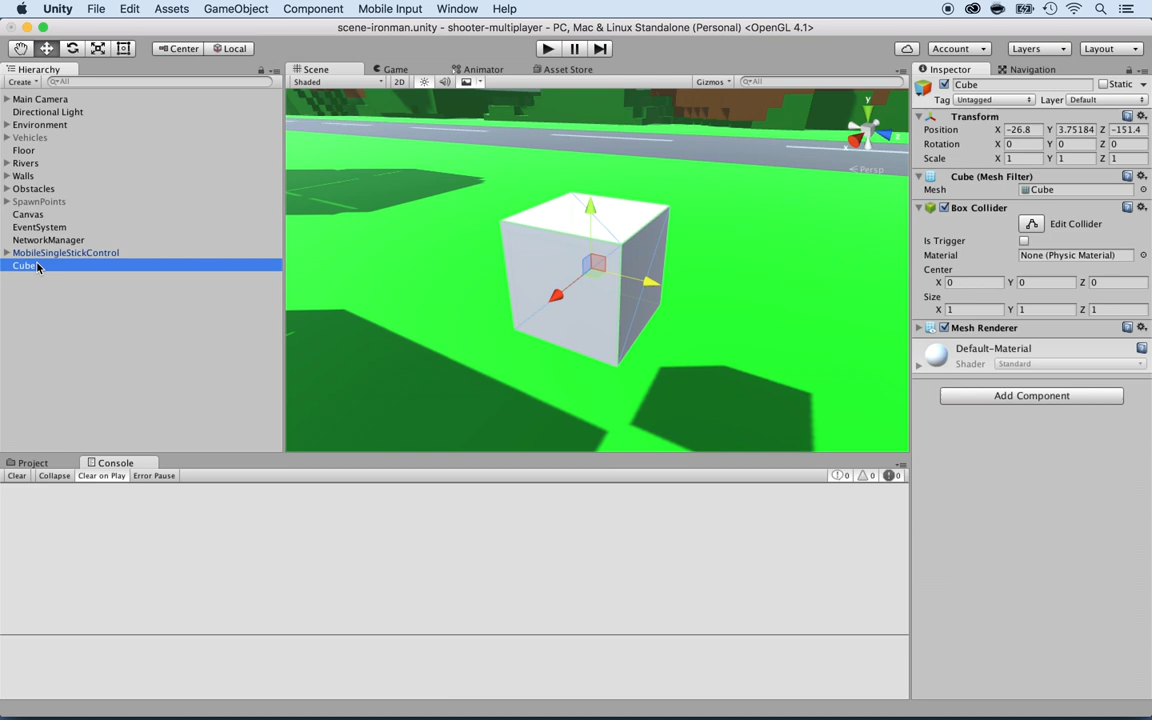 Unity File Edit Assets GameObject Component Mobile Input Window Help
scene-ironman.unity - shooter-multiplayer - PC, Mac & Linux Standalone (Personal) <OpenGL 4.1>
Center Local Account Layers Layout
Hierarchy
Create All
Main Camera
Directional Light
Environment
Vehicles
Floor
Rivers
Walls
Obstacles
SpawnPoints
Canvas
EventSystem
NetworkManager
MobileSingleStickControl
Cube
Scene Game Animator Asset Store
Shaded 2D Gizmos All
y
x
Persp
Inspector Navigation
Cube Static
Tag Untagged Layer Default
Transform
Position X -26.8 Y 3.75184 Z -151.4
Rotation X 0 Y 0 Z 0
Scale X 1 Y 1 Z 1
Cube (Mesh Filter)
Mesh Cube
Box Collider
Edit Collider
Is Trigger
Material None (Physic Material)
Center
X 0 Y 0 Z 0
Size
X 1 Y 1 Z 1
Mesh Renderer
Default-Material
Shader Standard
Add Component
Project Console
Clear Collapse Clear on Play Error Pause 0 0 0